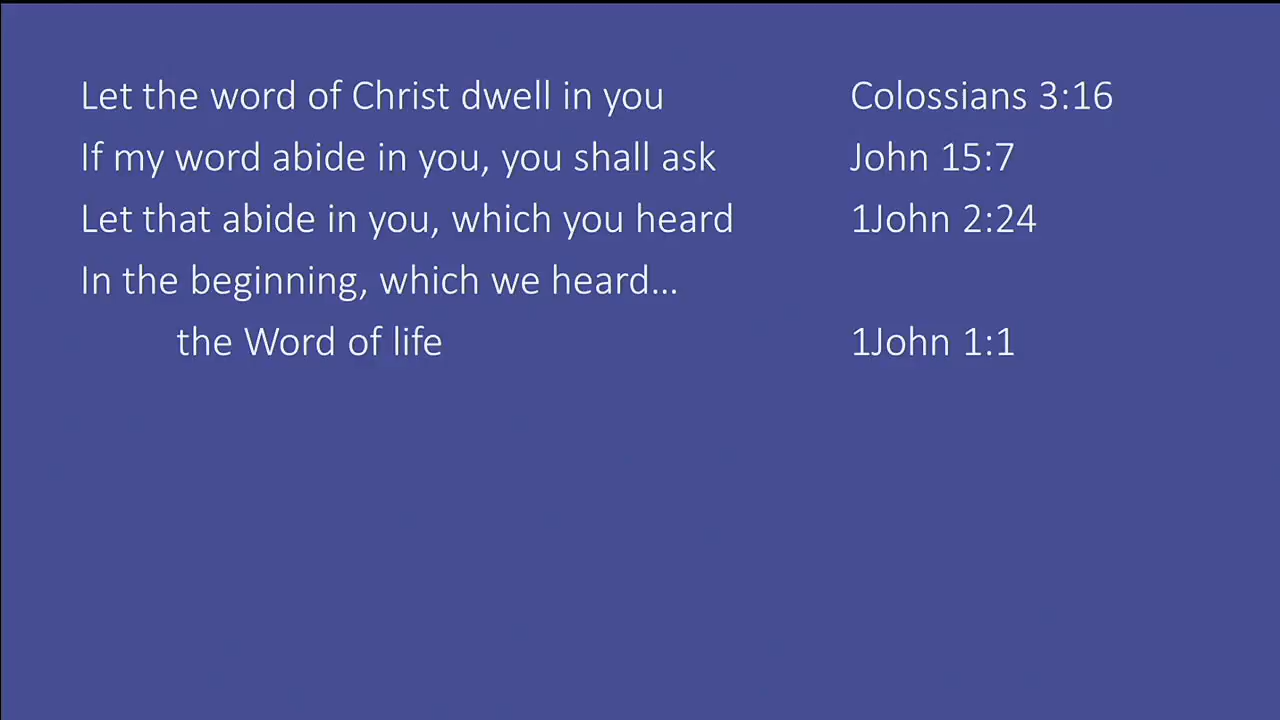 Let the word of Christ dwell in you Colossians 3:16
If my word abide in you, you shall ask John 15:7
Let that abide in you, which you heard 1John 2:24
In the beginning, which we heard...
the Word of life 1John 1:1